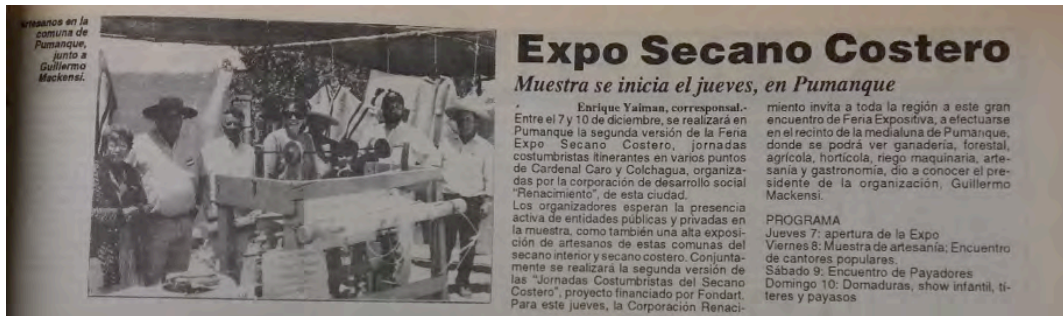 artesanos en la
comuna de
Pumanque,
junto a
Guillermo
Mackensi.
Expo Secano Costero
Muestra se inicia el jueves, en Pumanque
Enrique Yaiman, corresponsal.-
Entre el 7 y 10 de diciembre, se realizará en
Pumanque la segunda versión de la Feria
Expo Secano Costero, jornadas
costumbristas itinerantes en varios puntos
de Cardenal Caro y Colchagua, organiza-
das por la corporación de desarrollo social
"Renacimiento", de esta ciudad.
Los organizadores esperan la presencia
activa de entidades públicas y privadas en
la muestra, como también una alta exposi-
ción de artesanos de estas comunas del
secano interior y secano costero. Conjunta-
mente se realizará la segunda versión de
las "Jornadas Costumbristas del Secano
Costero", proyecto financiado por Fondart.
Para este jueves, la Corporación Renaci-
miento invita a toda la región a este gran
encuentro de Feria Expositiva, a efectuarse
en el recinto de la medialuna de Pumanque,
donde se podrá ver ganadería, forestal,
agrícola, hortícola, riego maquinaria, arte-
sanía y gastronomía, dio a conocer el pre-
sidente de la organización, Guillermo
Mackensi.
PROGRAMA
Jueves 7: apertura de la Expo
Viernes 8: Muestra de artesanía; Encuentro
de cantores populares.
Sábado 9: Encuentro de Payadores
Domingo 10: Domaduras, show infantil, tí-
teres y payasos